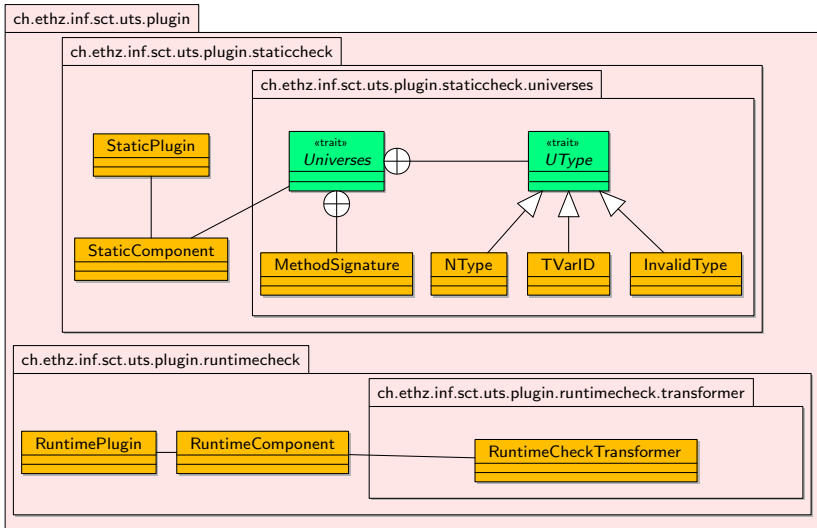 ch.ethz.inf.sct.uts.plugin
ch.ethz.inf.sct.uts.plugin.staticcheck
ch.ethz.inf.sct.uts.plugin.staticcheck.universes
StaticPlugin
«trait»
Universes
«trait»
UType
StaticComponent
MethodSignature
NType
TVarID
InvalidType
ch.ethz.inf.sct.uts.plugin.runtimecheck
ch.ethz.inf.sct.uts.plugin.runtimecheck.transformer
RuntimePlugin
RuntimeComponent
RuntimeCheckTransformer